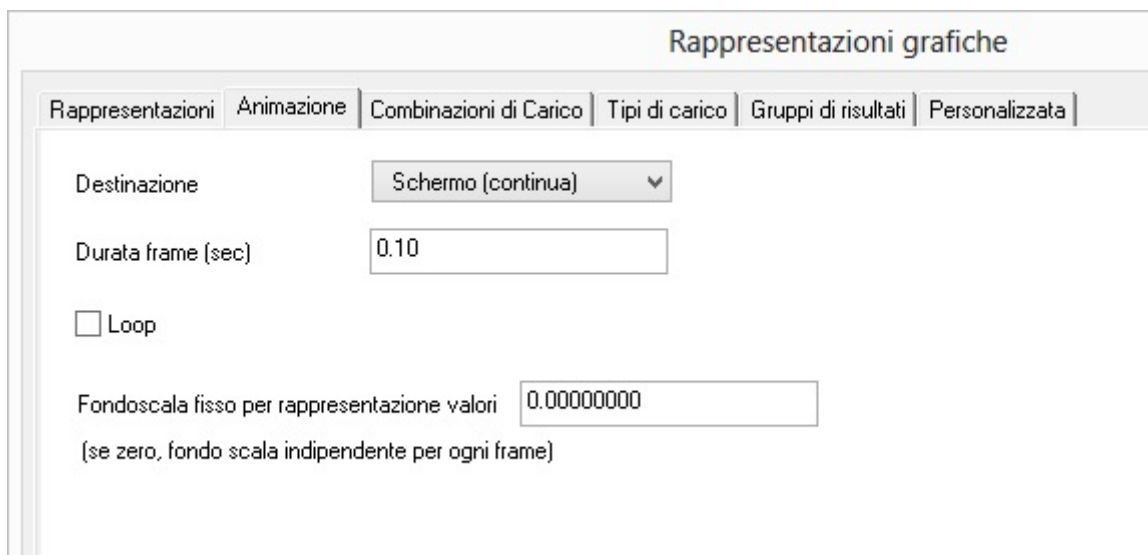 Rappresentazioni grafiche
Rappresentazioni Animazione Combinazioni di Carico Tipi di carico Gruppi di risultati Personalizzata
Destinazione Schermo (continua)
Durata frame (sec) 0.10
Loop
Fondoscala fisso per rappresentazione valori 0.00000000
(se zero, fondo scala indipendente per ogni frame)